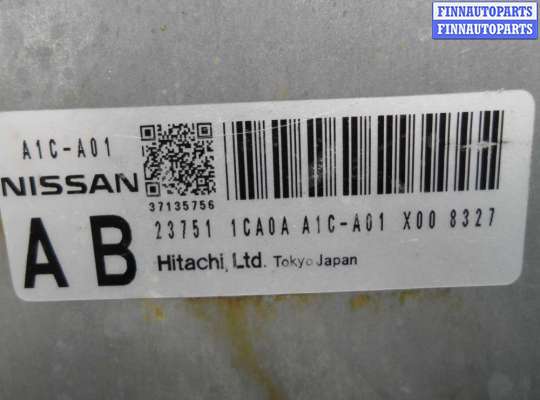 FINNAUTOPARTS
FINNAUTOPARTS
A1C-A01
NISSAN
37135756
AB
23751 1CA0A A1C-A01 X00 8327
Hitachi, Ltd. Tokyo Japan